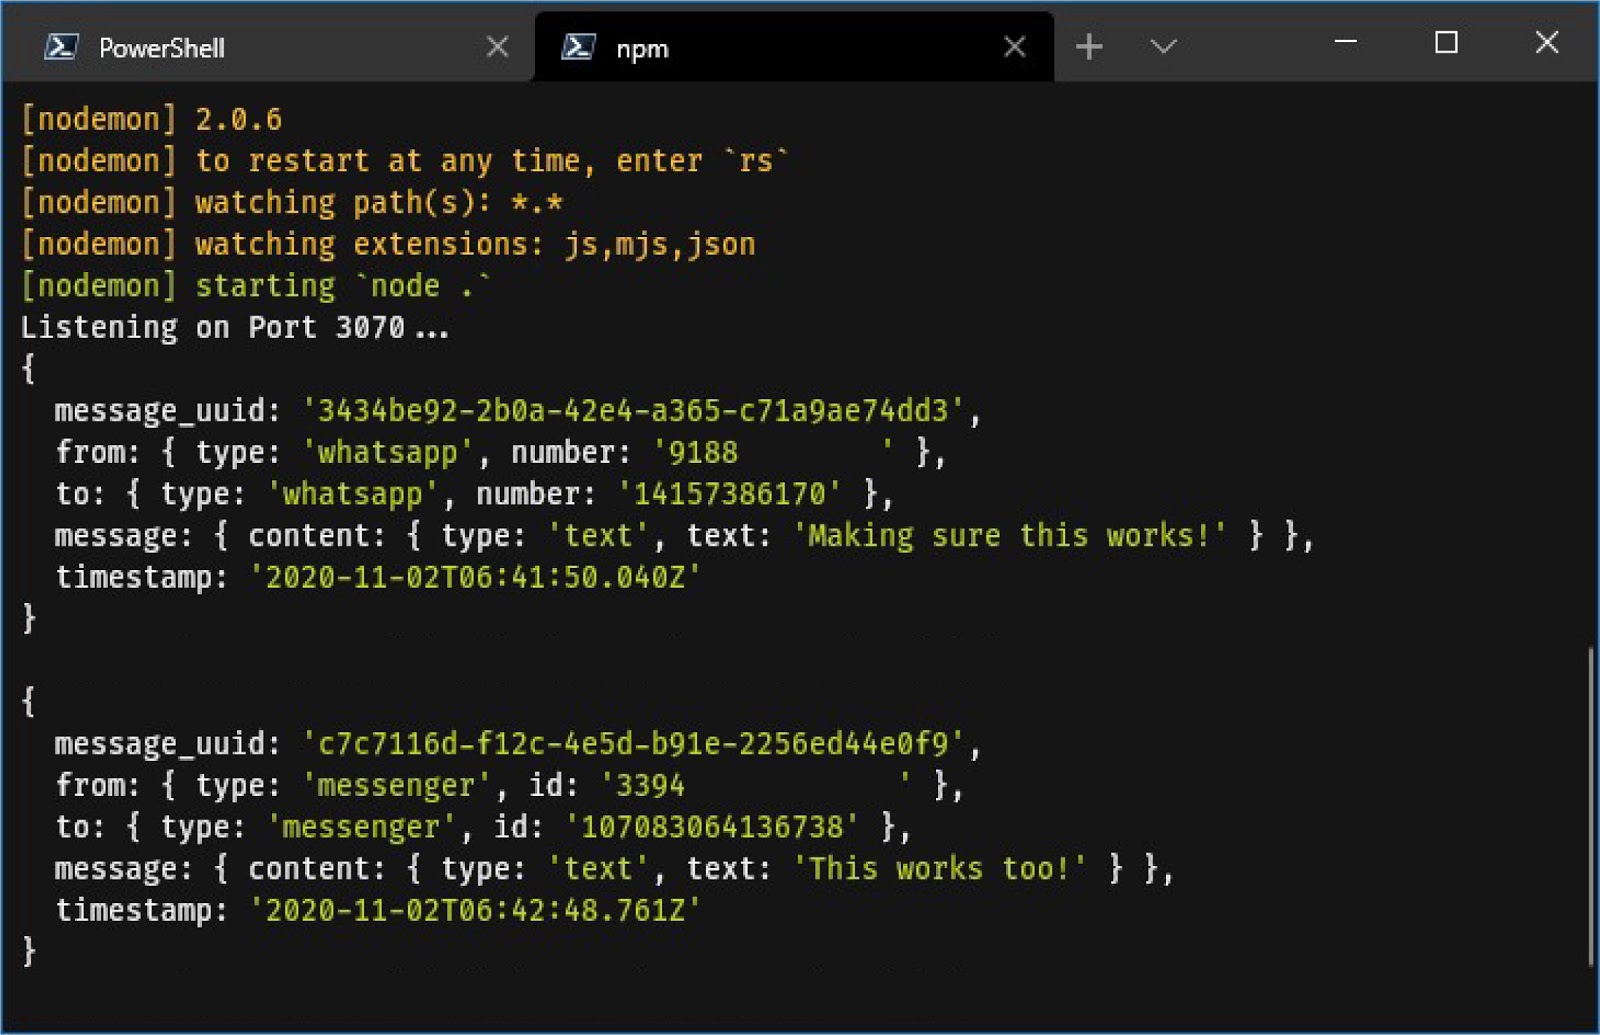 PowerShell
npm
[nodemon] 2.0.6
[nodemon] to restart at any time, enter `rs`
[nodemon] watching path(s): *.*
[nodemon] watching extensions: js,mjs,json
[nodemon] starting `node .`
Listening on Port 3070...
{
  message_uuid: '3434be92-2b0a-42e4-a365-c71a9ae74dd3',
  from: { type: 'whatsapp', number: '9188        ' },
  to: { type: 'whatsapp', number: '14157386170' },
  message: { content: { type: 'text', text: 'Making sure this works!' } },
  timestamp: '2020-11-02T06:41:50.040Z'
}
{
  message_uuid: 'c7c7116d-f12c-4e5d-b91e-2256ed44e0f9',
  from: { type: 'messenger', id: '3394            ' },
  to: { type: 'messenger', id: '107083064136738' },
  message: { content: { type: 'text', text: 'This works too!' } },
  timestamp: '2020-11-02T06:42:48.761Z'
}